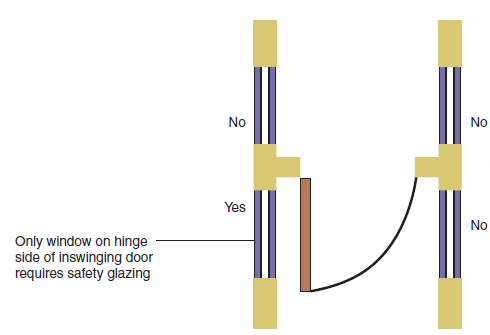 No
No
Yes
No
Only window on hinge
side of inswinging door
requires safety glazing